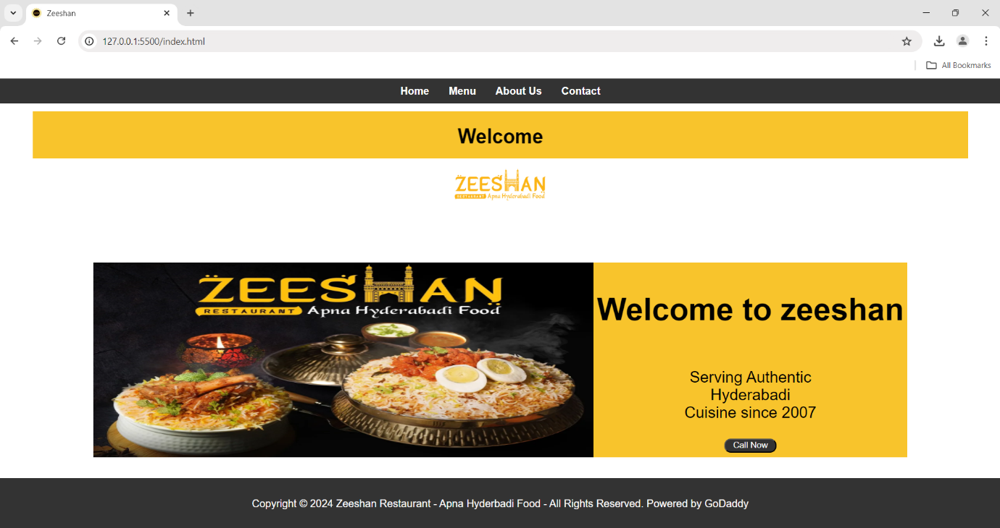 Zeeshan
127.0.0.1:5500/index.html
All Bookmarks
Home Menu About Us Contact
Welcome
ZEESHAN
RESTAURANT Apna Hyderabadi Food
ZEESHAN
RESTAURANT Apna Hyderabadi Food
Welcome to zeeshan
Serving Authentic
Hyderabadi
Cuisine since 2007
Call Now
Copyright © 2024 Zeeshan Restaurant - Apna Hyderbadi Food - All Rights Reserved. Powered by GoDaddy